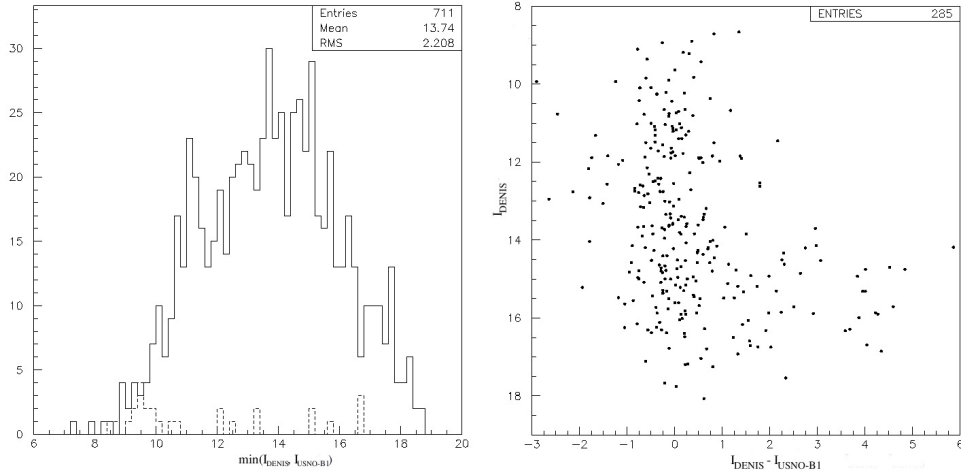 Entries 711
Mean 13.74
RMS 2.208
30
25
20
15
10
5
0
6 8 10 12 14 16 18 20
min(I_DENIS, I_USNO-B1)
ENTRIES 285
8
10
12
14
16
18
I_DENIS
−3 −2 −1 0 1 2 3 4 5 6
I_DENIS - I_USNO-B1